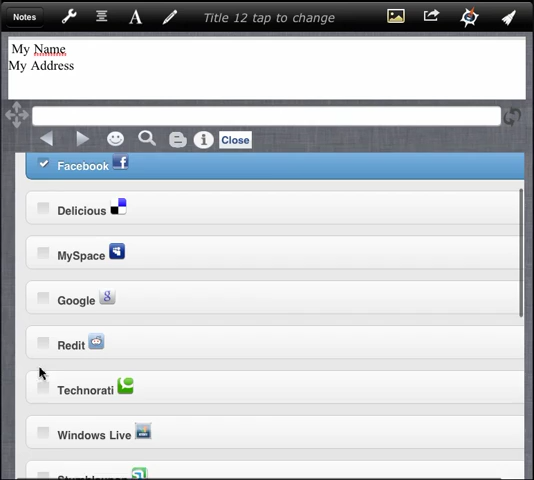 Notes
Title 12 tap to change
My Name
My Address
Close
Facebook
Delicious
MySpace
Google
Redit
Technorati
Windows Live
Stumbleupon